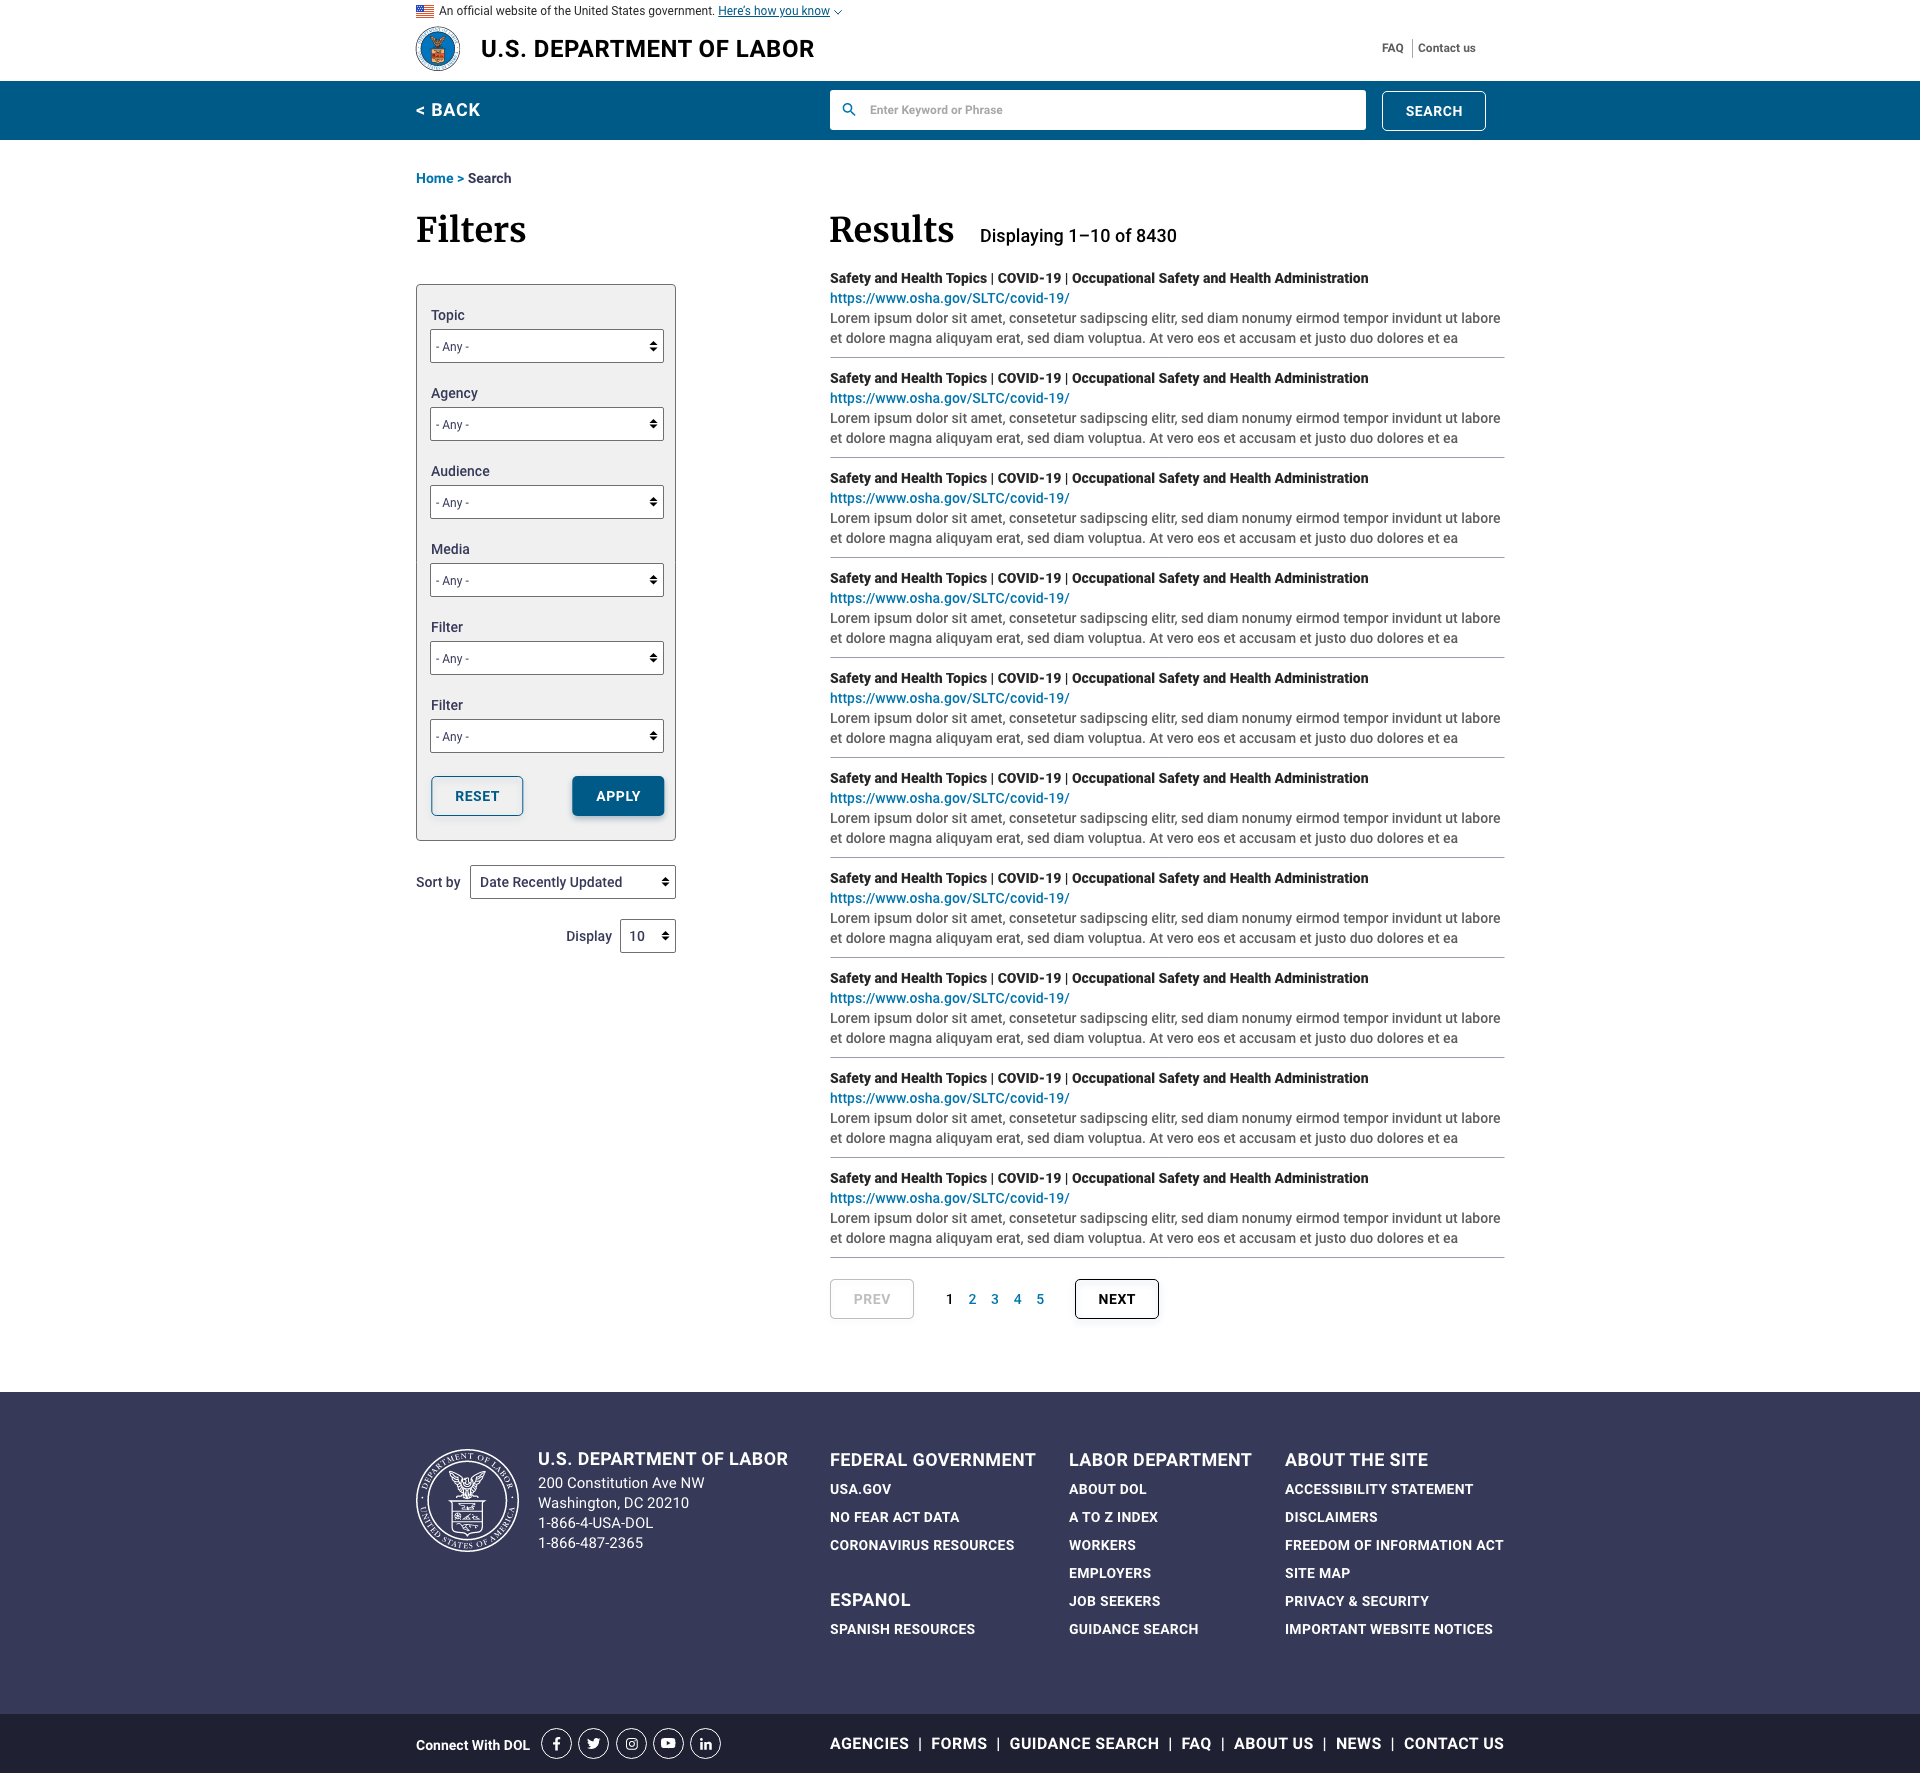 An official website of the United States government. Here's how you know
U.S. DEPARTMENT OF LABOR
FAQ
Contact us
< BACK
Enter Keyword or Phrase
SEARCH
Home > Search
Filters
Topic
- Any -
Agency
- Any -
Audience
- Any -
Media
- Any -
Filter
- Any -
Filter
- Any -
RESET
APPLY
Sort by
Date Recently Updated
Display
10
Results
Displaying 1–10 of 8430
Safety and Health Topics | COVID-19 | Occupational Safety and Health Administration
https://www.osha.gov/SLTC/covid-19/
Lorem ipsum dolor sit amet, consetetur sadipscing elitr, sed diam nonumy eirmod tempor invidunt ut labore
et dolore magna aliquyam erat, sed diam voluptua. At vero eos et accusam et justo duo dolores et ea
Safety and Health Topics | COVID-19 | Occupational Safety and Health Administration
https://www.osha.gov/SLTC/covid-19/
Lorem ipsum dolor sit amet, consetetur sadipscing elitr, sed diam nonumy eirmod tempor invidunt ut labore
et dolore magna aliquyam erat, sed diam voluptua. At vero eos et accusam et justo duo dolores et ea
Safety and Health Topics | COVID-19 | Occupational Safety and Health Administration
https://www.osha.gov/SLTC/covid-19/
Lorem ipsum dolor sit amet, consetetur sadipscing elitr, sed diam nonumy eirmod tempor invidunt ut labore
et dolore magna aliquyam erat, sed diam voluptua. At vero eos et accusam et justo duo dolores et ea
Safety and Health Topics | COVID-19 | Occupational Safety and Health Administration
https://www.osha.gov/SLTC/covid-19/
Lorem ipsum dolor sit amet, consetetur sadipscing elitr, sed diam nonumy eirmod tempor invidunt ut labore
et dolore magna aliquyam erat, sed diam voluptua. At vero eos et accusam et justo duo dolores et ea
Safety and Health Topics | COVID-19 | Occupational Safety and Health Administration
https://www.osha.gov/SLTC/covid-19/
Lorem ipsum dolor sit amet, consetetur sadipscing elitr, sed diam nonumy eirmod tempor invidunt ut labore
et dolore magna aliquyam erat, sed diam voluptua. At vero eos et accusam et justo duo dolores et ea
Safety and Health Topics | COVID-19 | Occupational Safety and Health Administration
https://www.osha.gov/SLTC/covid-19/
Lorem ipsum dolor sit amet, consetetur sadipscing elitr, sed diam nonumy eirmod tempor invidunt ut labore
et dolore magna aliquyam erat, sed diam voluptua. At vero eos et accusam et justo duo dolores et ea
Safety and Health Topics | COVID-19 | Occupational Safety and Health Administration
https://www.osha.gov/SLTC/covid-19/
Lorem ipsum dolor sit amet, consetetur sadipscing elitr, sed diam nonumy eirmod tempor invidunt ut labore
et dolore magna aliquyam erat, sed diam voluptua. At vero eos et accusam et justo duo dolores et ea
Safety and Health Topics | COVID-19 | Occupational Safety and Health Administration
https://www.osha.gov/SLTC/covid-19/
Lorem ipsum dolor sit amet, consetetur sadipscing elitr, sed diam nonumy eirmod tempor invidunt ut labore
et dolore magna aliquyam erat, sed diam voluptua. At vero eos et accusam et justo duo dolores et ea
Safety and Health Topics | COVID-19 | Occupational Safety and Health Administration
https://www.osha.gov/SLTC/covid-19/
Lorem ipsum dolor sit amet, consetetur sadipscing elitr, sed diam nonumy eirmod tempor invidunt ut labore
et dolore magna aliquyam erat, sed diam voluptua. At vero eos et accusam et justo duo dolores et ea
Safety and Health Topics | COVID-19 | Occupational Safety and Health Administration
https://www.osha.gov/SLTC/covid-19/
Lorem ipsum dolor sit amet, consetetur sadipscing elitr, sed diam nonumy eirmod tempor invidunt ut labore
et dolore magna aliquyam erat, sed diam voluptua. At vero eos et accusam et justo duo dolores et ea
PREV
1 2 3 4 5
NEXT
DEPARTMENT OF LABOR
UNITED STATES OF AMERICA
U.S. DEPARTMENT OF LABOR
200 Constitution Ave NW
Washington, DC 20210
1-866-4-USA-DOL
1-866-487-2365
FEDERAL GOVERNMENT
USA.GOV
NO FEAR ACT DATA
CORONAVIRUS RESOURCES
ESPANOL
SPANISH RESOURCES
LABOR DEPARTMENT
ABOUT DOL
A TO Z INDEX
WORKERS
EMPLOYERS
JOB SEEKERS
GUIDANCE SEARCH
ABOUT THE SITE
ACCESSIBILITY STATEMENT
DISCLAIMERS
FREEDOM OF INFORMATION ACT
SITE MAP
PRIVACY & SECURITY
IMPORTANT WEBSITE NOTICES
Connect With DOL
AGENCIES | FORMS | GUIDANCE SEARCH | FAQ | ABOUT US | NEWS | CONTACT US